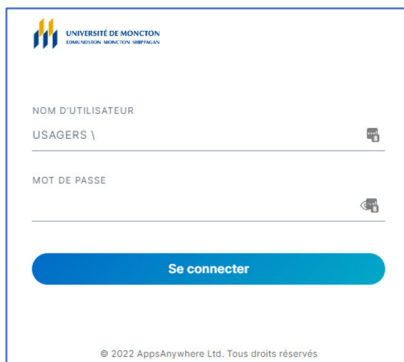 UNIVERSITÉ DE MONCTON
EDMUNDSTON MONCTON SHIPPAGAN
NOM D'UTILISATEUR
USAGERS \
MOT DE PASSE
Se connecter
© 2022 AppsAnywhere Ltd. Tous droits réservés